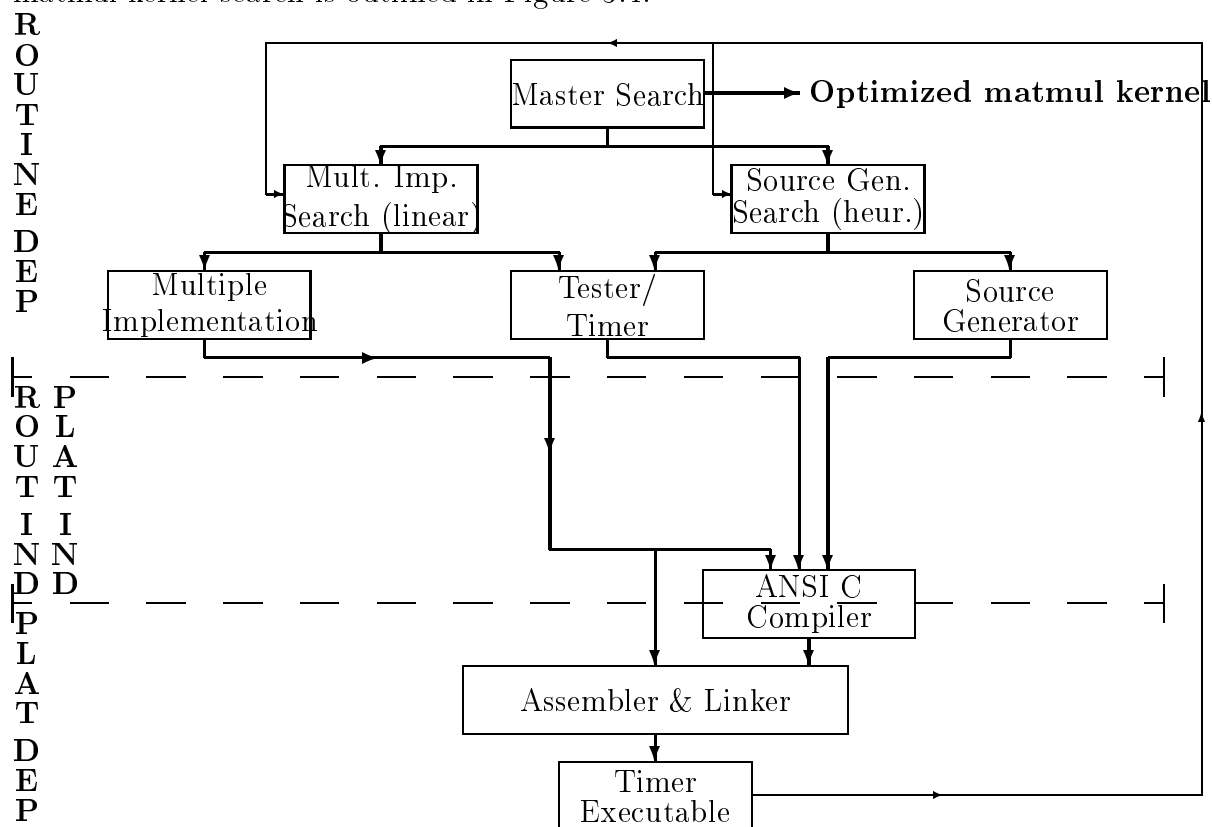 matmul kernel search is outlined in Figure 3.4.
ROUTINE DEP
Master Search
Optimized matmul kernel
Mult. Imp.
Search (linear)
Source Gen.
Search (heur.)
Multiple
Implementation
Tester/
Timer
Source
Generator
ROUT IND
PLAT IND
ANSI C
Compiler
PLAT DEP
Assembler & Linker
Timer
Executable